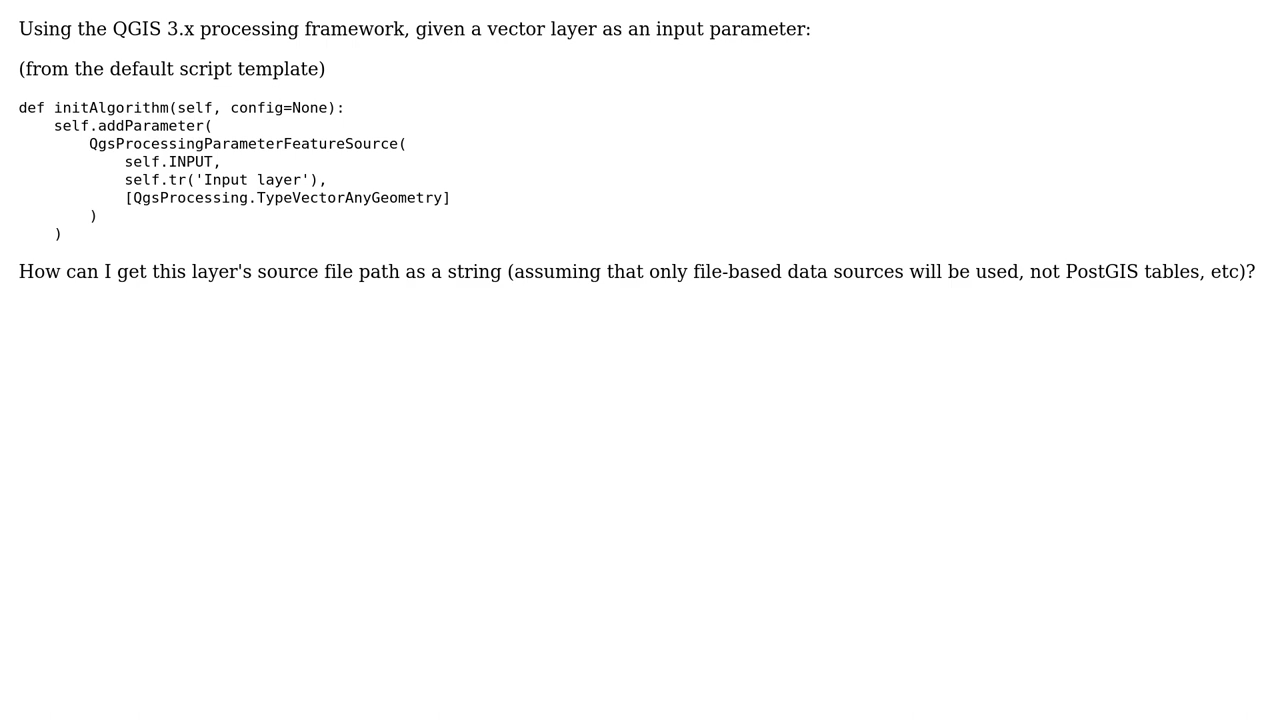 Using the QGIS 3.x processing framework, given a vector layer as an input parameter:
(from the default script template)
def initAlgorithm(self, config=None):
    self.addParameter(
        QgsProcessingParameterFeatureSource(
            self.INPUT,
            self.tr('Input layer'),
            [QgsProcessing.TypeVectorAnyGeometry]
        )
    )
How can I get this layer's source file path as a string (assuming that only file-based data sources will be used, not PostGIS tables, etc)?